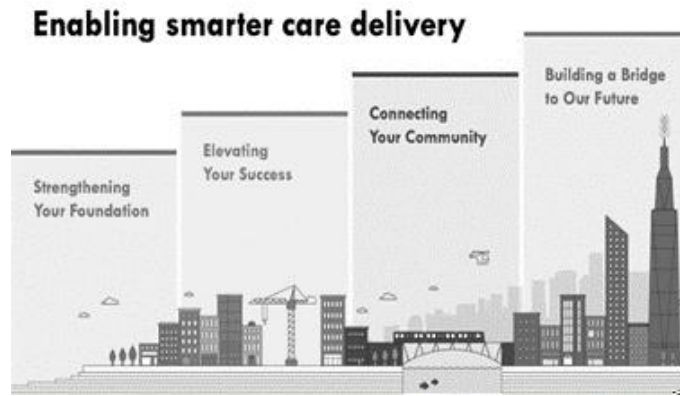 Enabling smarter care delivery
Strengthening
Your Foundation
Elevating
Your Success
Connecting
Your Community
Building a Bridge
to Our Future